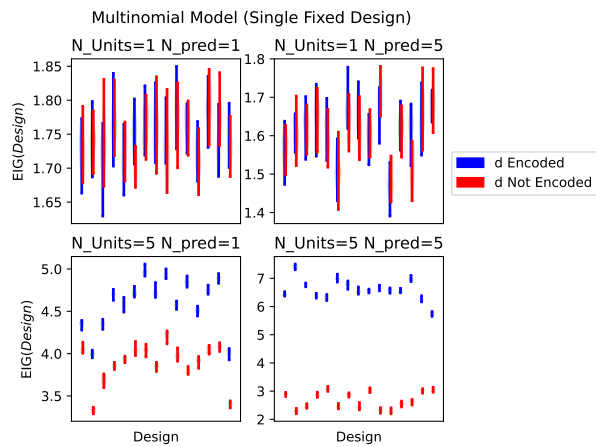 Multinomial Model (Single Fixed Design)
N_Units=1 N_pred=1
N_Units=1 N_pred=5
1.85
1.80
1.75
1.70
1.65
EIG(Design)
1.8
1.7
1.6
1.5
1.4
d Encoded
d Not Encoded
N_Units=5 N_pred=1
N_Units=5 N_pred=5
5.0
4.5
4.0
3.5
EIG(Design)
7
6
5
4
3
2
Design
Design